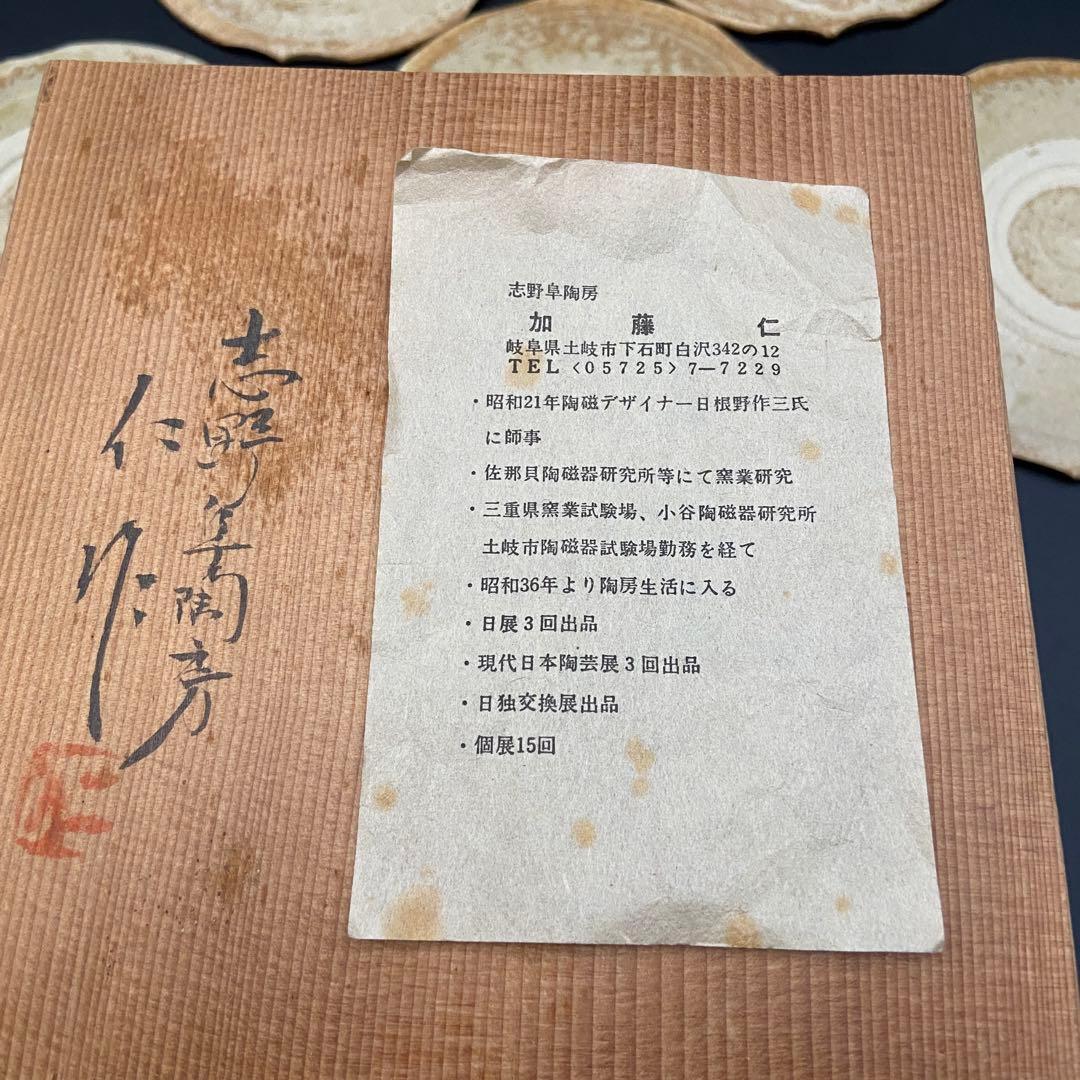 志野阜陶房
仁作
志野阜陶房
加藤仁
岐阜県土岐市下石町白沢342の12
TEL<05725>7—7229
・昭和21年陶磁デザイナー日根野作三氏
に師事
・佐那貝陶磁器研究所等にて窯業研究
・三重県窯業試験場、小谷陶磁器研究所
土岐市陶磁器試験場勤務を経て
・昭和36年より陶房生活に入る
・日展3回出品
・現代日本陶芸展3回出品
・日独交換展出品
・個展15回